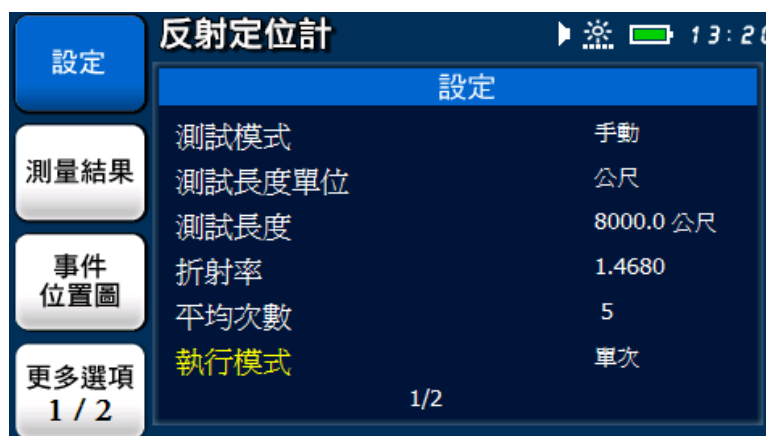 設定
測量結果
事件
位置圖
更多選項
1 / 2
反射定位計
13:20
設定
測試模式 手動
測試長度單位 公尺
測試長度 8000.0 公尺
折射率 1.4680
平均次數 5
執行模式 單次
1/2